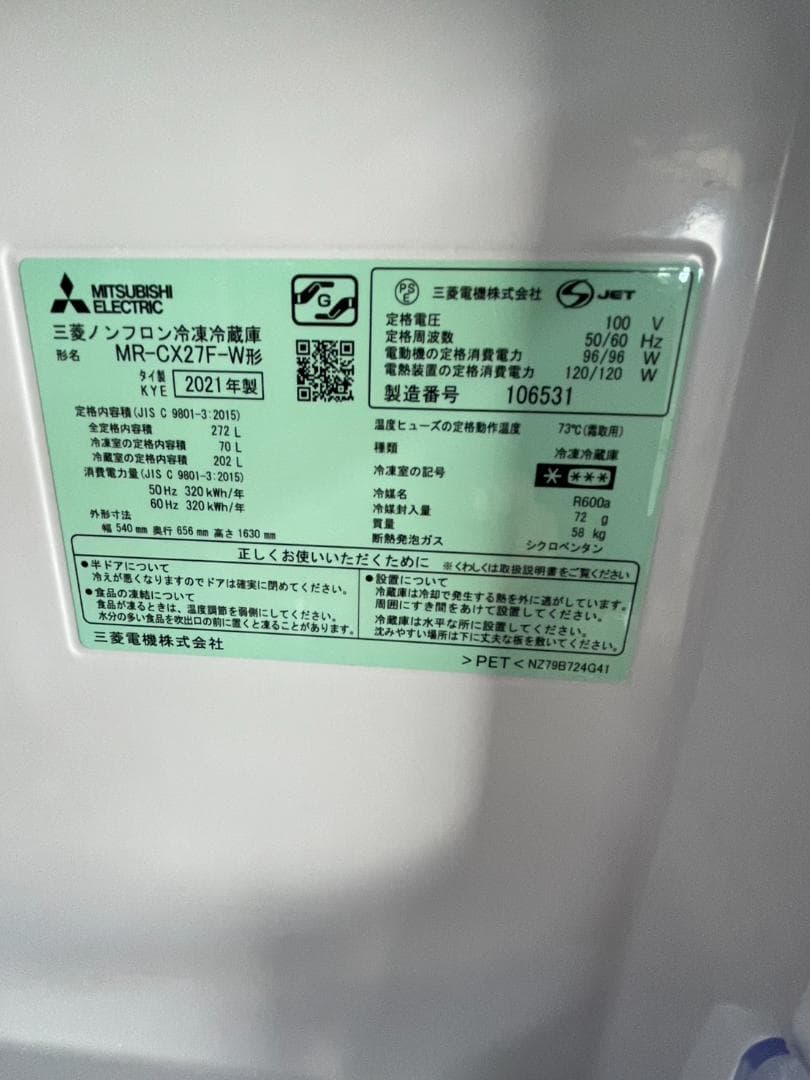 MITSUBISHI
ELECTRIC
三菱ノンフロン冷凍冷蔵庫
形名 MR-CX27F-W形
タイ製
KYE 2021年製
G
定格内容積(JIS C 9801-3:2015)
全定格内容積 272 L
冷凍室の定格内容積 70 L
冷蔵室の定格内容積 202 L
消費電力量(JIS C 9801-3:2015)
50Hz 320 kWh/年
60Hz 320 kWh/年
外形寸法
幅 540 mm 奥行 656 mm 高さ 1630 mm
PSE 三菱電機株式会社 S JET
定格電圧 100 V
定格周波数 50/60 Hz
電動機の定格消費電力 96/96 W
電熱装置の定格消費電力 120/120 W
製造番号 106531
温度ヒューズの定格動作温度 73℃(霜取用)
種類 冷凍冷蔵庫
冷凍室の記号 * ***
冷媒名 R600a
冷媒封入量 72 g
質量 58 kg
断熱発泡ガス シクロペンタン
正しくお使いいただくために ※くわしくは取扱説明書をご覧ください
●半ドアについて
冷えが悪くなりますのでドアは確実に閉めてください。
●食品の凍結について
食品が凍るときは、温度調節を弱側にしてください。
水分の多い食品を吹出口の前に置くと凍ることがあります。
●設置について
冷蔵庫は冷却で発生する熱を外に逃がしています。
周囲にすき間をあけて設置してください。
冷蔵庫は水平な所に設置してください。
沈みやすい場所は下に丈夫な板を敷いてください。
三菱電機株式会社
>PET< NZ79B724G41